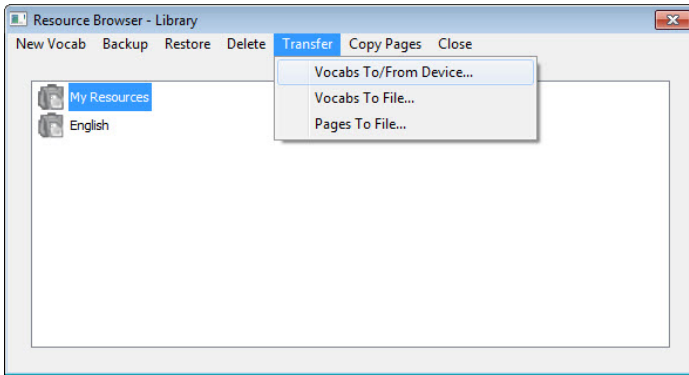 Resource Browser - Library
New Vocab Backup Restore Delete Transfer Copy Pages Close
Vocabs To/From Device...
My Resources
Vocabs To File...
English
Pages To File...